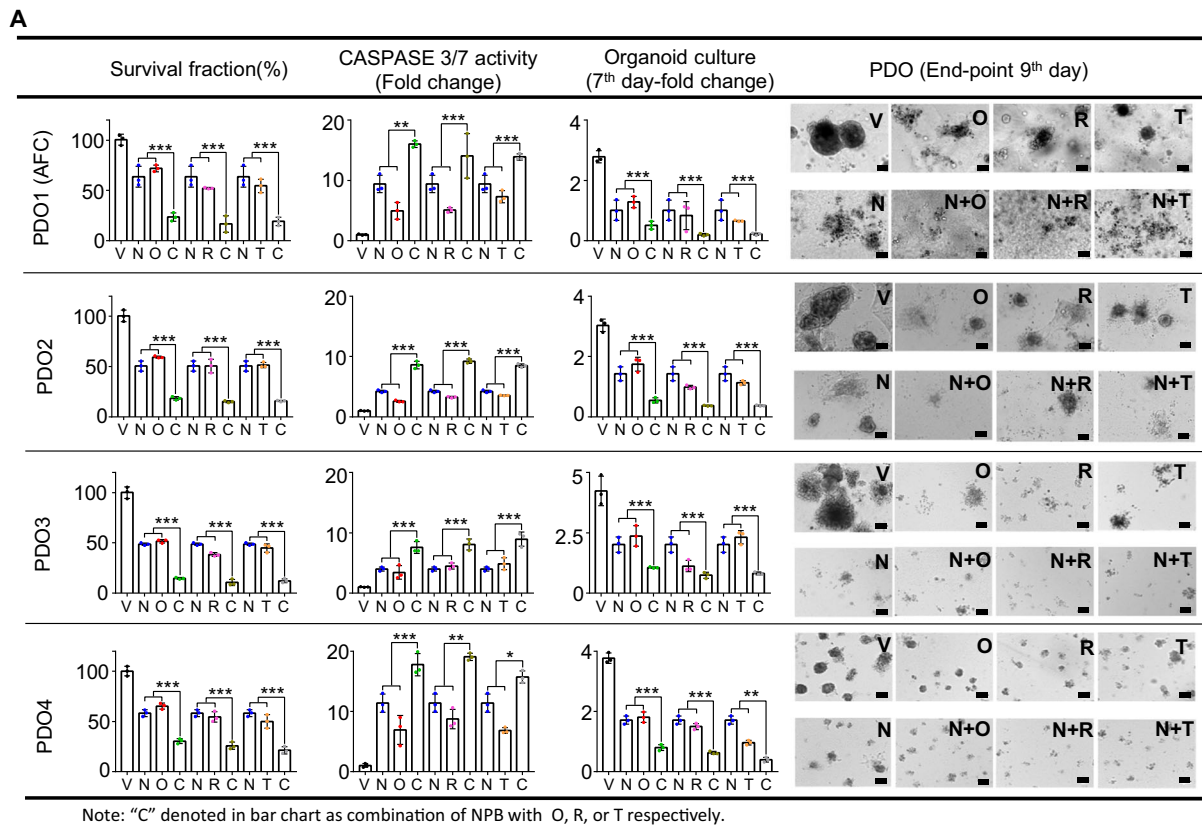 A
Survival fraction(%)
CASPASE 3/7 activity
(Fold change)
Organoid culture
(7th day-fold change)
PDO (End-point 9th day)
PDO1 (AFC)
100
50
0
*** *** ***
V N O C N R C N T C
20
10
0
** *** ***
V N O C N R C N T C
4
2
0
*** *** ***
V N O C N R C N T C
V O R T
N N+O N+R N+T
PDO2
100
50
0
*** *** ***
V N O C N R C N T C
20
10
0
*** *** ***
V N O C N R C N T C
4
2
0
*** *** ***
V N O C N R C N T C
V O R T
N N+O N+R N+T
PDO3
100
50
0
*** *** ***
V N O C N R C N T C
20
10
0
*** *** ***
V N O C N R C N T C
5
2.5
0
*** *** ***
V N O C N R C N T C
V O R T
N N+O N+R N+T
PDO4
100
50
0
*** *** ***
V N O C N R C N T C
20
10
0
*** ** *
V N O C N R C N T C
4
2
0
*** *** **
V N O C N R C N T C
V O R T
N N+O N+R N+T
Note: “C” denoted in bar chart as combination of NPB with O, R, or T respectively.